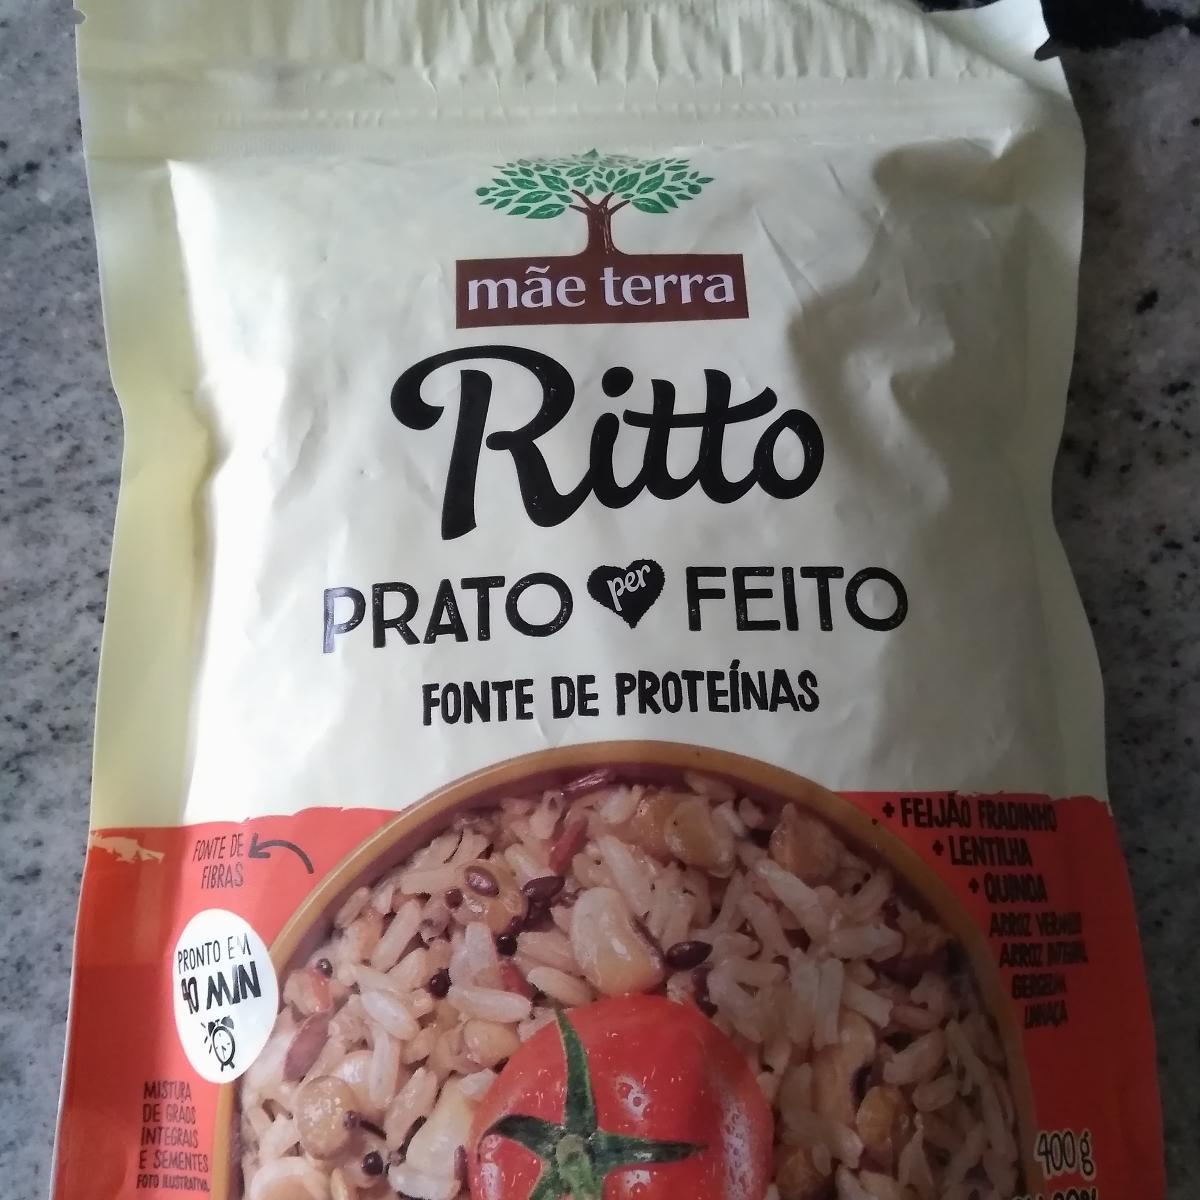 mãe terra
Ritto
PRATO per FEITO
FONTE DE PROTEÍNAS
FONTE DE
FIBRAS
+ FEIJÃO FRADINHO
+ LENTILHA
+ QUINOA
ARROZ VERMELHO
ARROZ INTEGRAL
GERGELIM
LINHAÇA
PRONTO EM
40 MIN
MISTURA
DE GRÃOS
INTEGRAIS
E SEMENTES
FOTO ILUSTRATIVA.
400 g